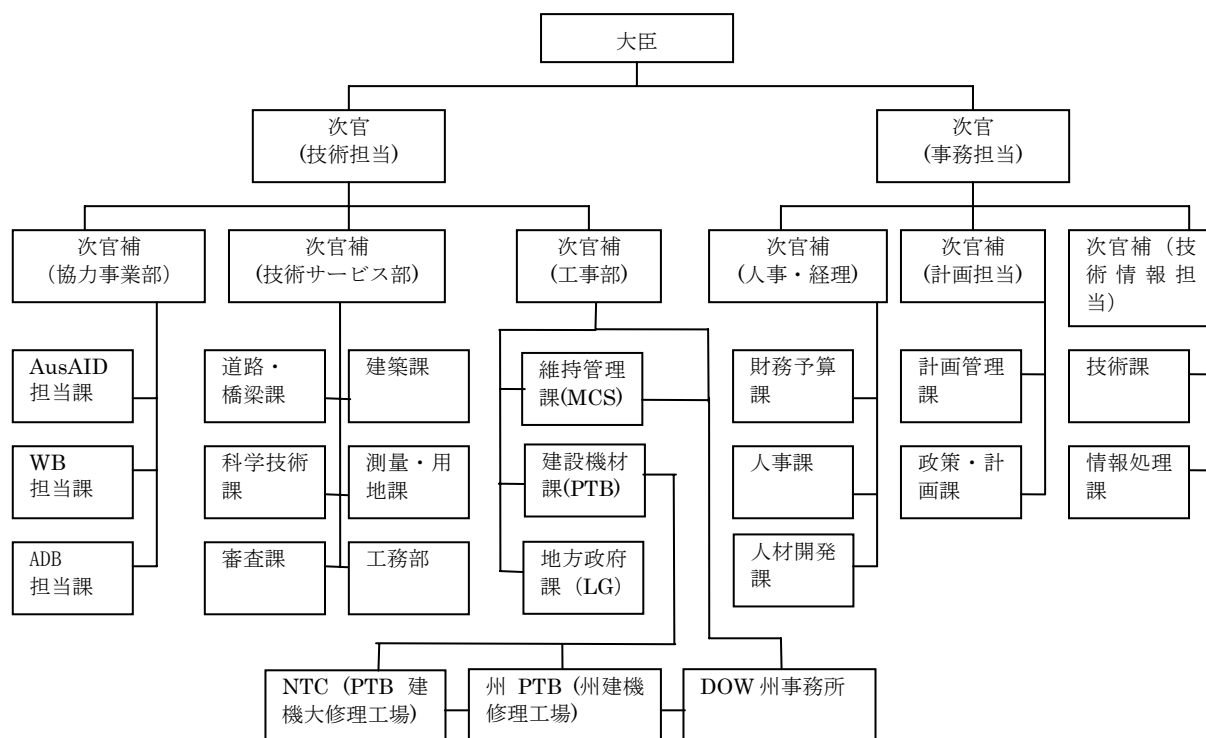 大臣
次官
(技術担当)
次官
(事務担当)
次官補
（協力事業部）
次官補
(技術サービス部)
次官補
(工事部)
次官補
(人事・経理)
次官補
(計画担当)
次官補（技
術情報担
当）
AusAID
担当課
道路・
橋梁課
建築課
維持管理
課(MCS)
財務予算
課
計画管理
課
技術課
WB
担当課
科学技術
課
測量・用
地課
建設機材
課(PTB)
人事課
政策・計
画課
情報処理
課
ADB
担当課
審査課
工務部
地方政府
課（LG）
人材開発
課
NTC (PTB 建
機大修理工場)
州 PTB (州建機
修理工場)
DOW 州事務所